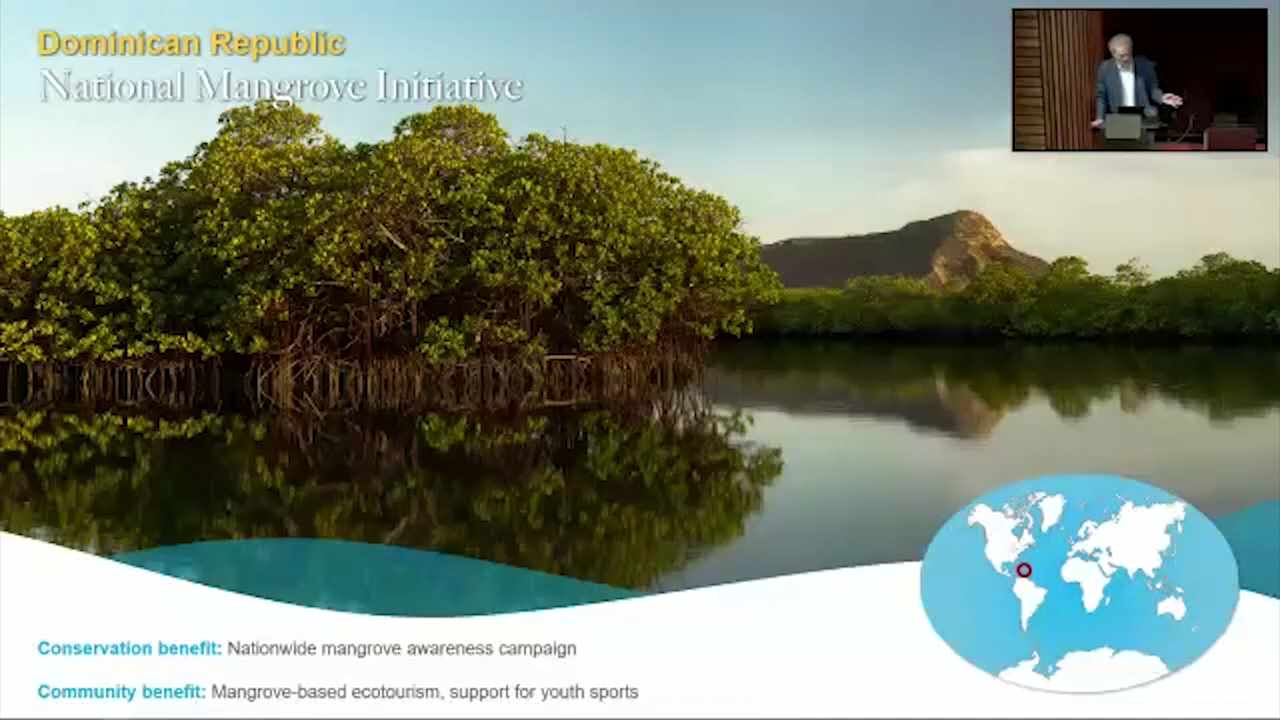 Dominican Republic
National Mangrove Initiative
Conservation benefit: Nationwide mangrove awareness campaign
Community benefit: Mangrove-based ecotourism, support for youth sports